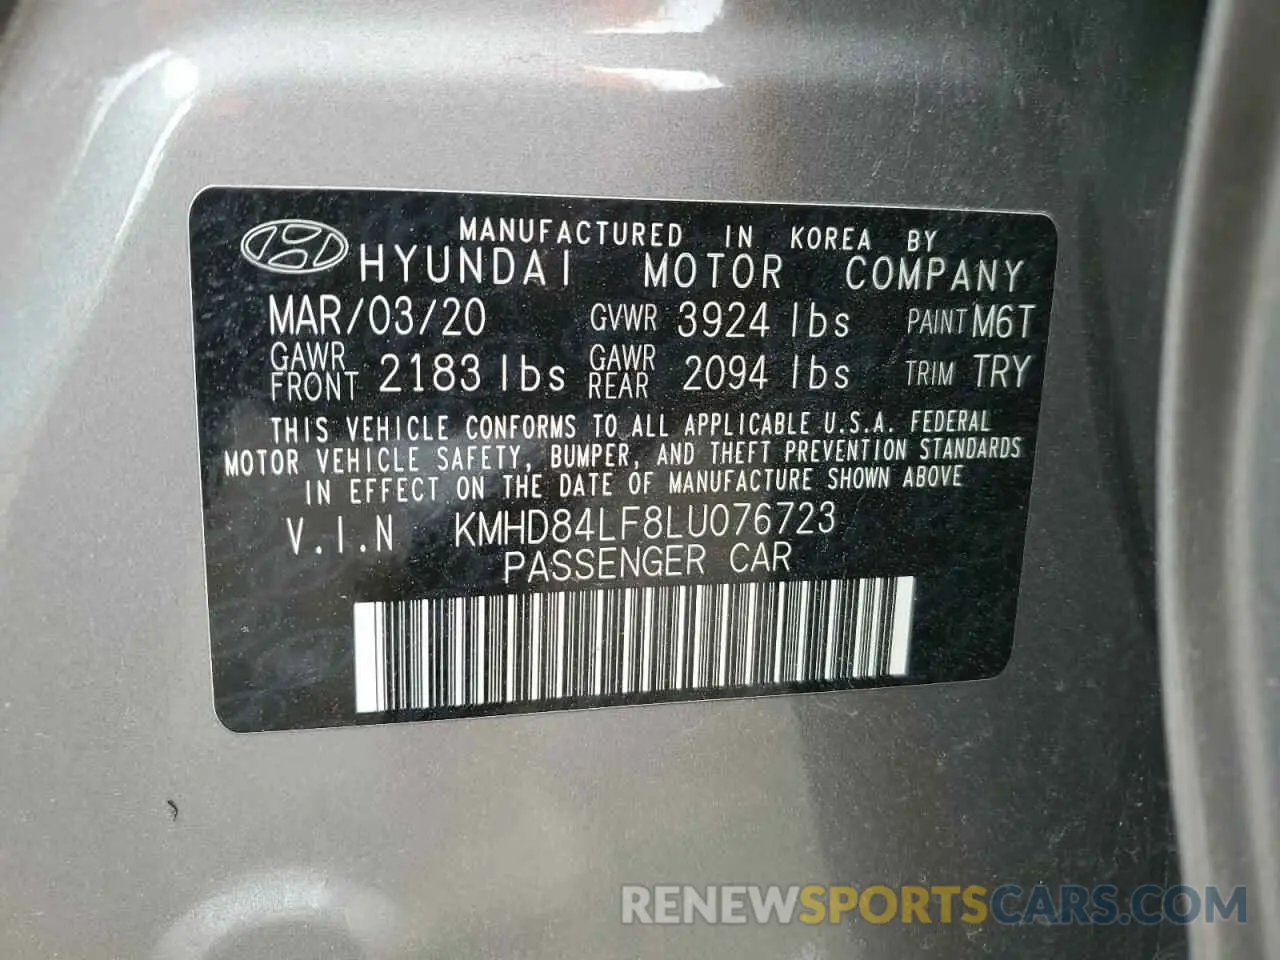 MANUFACTURED IN KOREA BY
HYUNDAI MOTOR COMPANY
MAR/03/20 GVWR 3924 lbs PAINT M6T
GAWR FRONT 2183 lbs GAWR REAR 2094 lbs TRIM TRY
THIS VEHICLE CONFORMS TO ALL APPLICABLE U.S.A. FEDERAL
MOTOR VEHICLE SAFETY, BUMPER, AND THEFT PREVENTION STANDARDS
IN EFFECT ON THE DATE OF MANUFACTURE SHOWN ABOVE
V.I.N KMHD84LF8LU076723
PASSENGER CAR
RENEWSPORTSCARS.COM